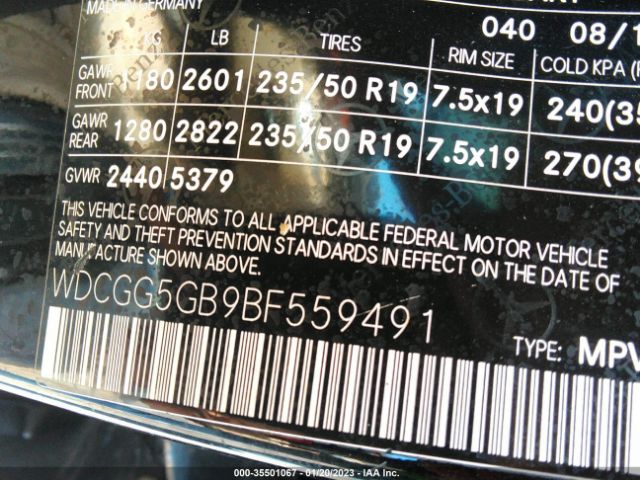 MADE IN GERMANY
040 08/1
KG LB TIRES RIM SIZE COLD KPA
GAWR FRONT 1180 2601 235/50 R19 7.5x19 240(35
GAWR REAR 1280 2822 235/50 R19 7.5x19 270(39
GVWR 2440 5379
THIS VEHICLE CONFORMS TO ALL APPLICABLE FEDERAL MOTOR VEHICLE
SAFETY AND THEFT PREVENTION STANDARDS IN EFFECT ON THE DATE OF
MANUFACTURE SHOWN ABOVE.
WDCGG5GB9BF559491
TYPE: MPV
000-35501067 - 01/20/2023 - IAA Inc.